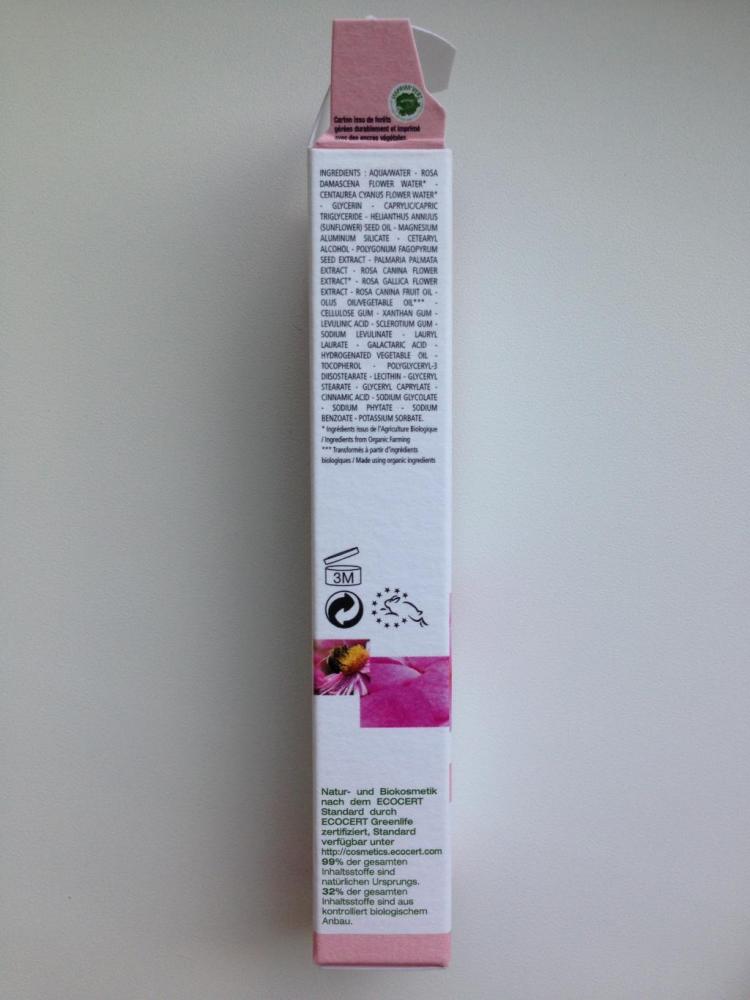 IMPRIM'VERT
Carton issu de forêts
gérées durablement et imprimé
avec des encres végétales
INGREDIENTS : AQUA/WATER - ROSA
DAMASCENA FLOWER WATER* -
CENTAUREA CYANUS FLOWER WATER*
- GLYCERIN - CAPRYLIC/CAPRIC
TRIGLYCERIDE - HELIANTHUS ANNUUS
(SUNFLOWER) SEED OIL - MAGNESIUM
ALUMINUM SILICATE - CETEARYL
ALCOHOL - POLYGONUM FAGOPYRUM
SEED EXTRACT - PALMARIA PALMATA
EXTRACT - ROSA CANINA FLOWER
EXTRACT* - ROSA GALLICA FLOWER
EXTRACT - ROSA CANINA FRUIT OIL -
OLUS OIL/VEGETABLE OIL*** -
CELLULOSE GUM - XANTHAN GUM -
LEVULINIC ACID - SCLEROTIUM GUM -
SODIUM LEVULINATE - LAURYL
LAURATE - GALACTARIC ACID -
HYDROGENATED VEGETABLE OIL -
TOCOPHEROL - POLYGLYCERYL-3
DIISOSTEARATE - LECITHIN - GLYCERYL
STEARATE - GLYCERYL CAPRYLATE -
CINNAMIC ACID - SODIUM GLYCOLATE
- SODIUM PHYTATE - SODIUM
BENZOATE - POTASSIUM SORBATE.
* Ingrédients issus de l'Agriculture Biologique
/ Ingredients from Organic Farming
*** Transformés à partir d'ingrédients
biologiques / Made using organic ingredients
3M
Natur- und Biokosmetik
nach dem ECOCERT
Standard durch
ECOCERT Greenlife
zertifiziert, Standard
verfügbar unter
http://cosmetics.ecocert.com
99% der gesamten
Inhaltsstoffe sind
natürlichen Ursprungs.
32% der gesamten
Inhaltsstoffe sind aus
kontrolliert biologischem
Anbau.